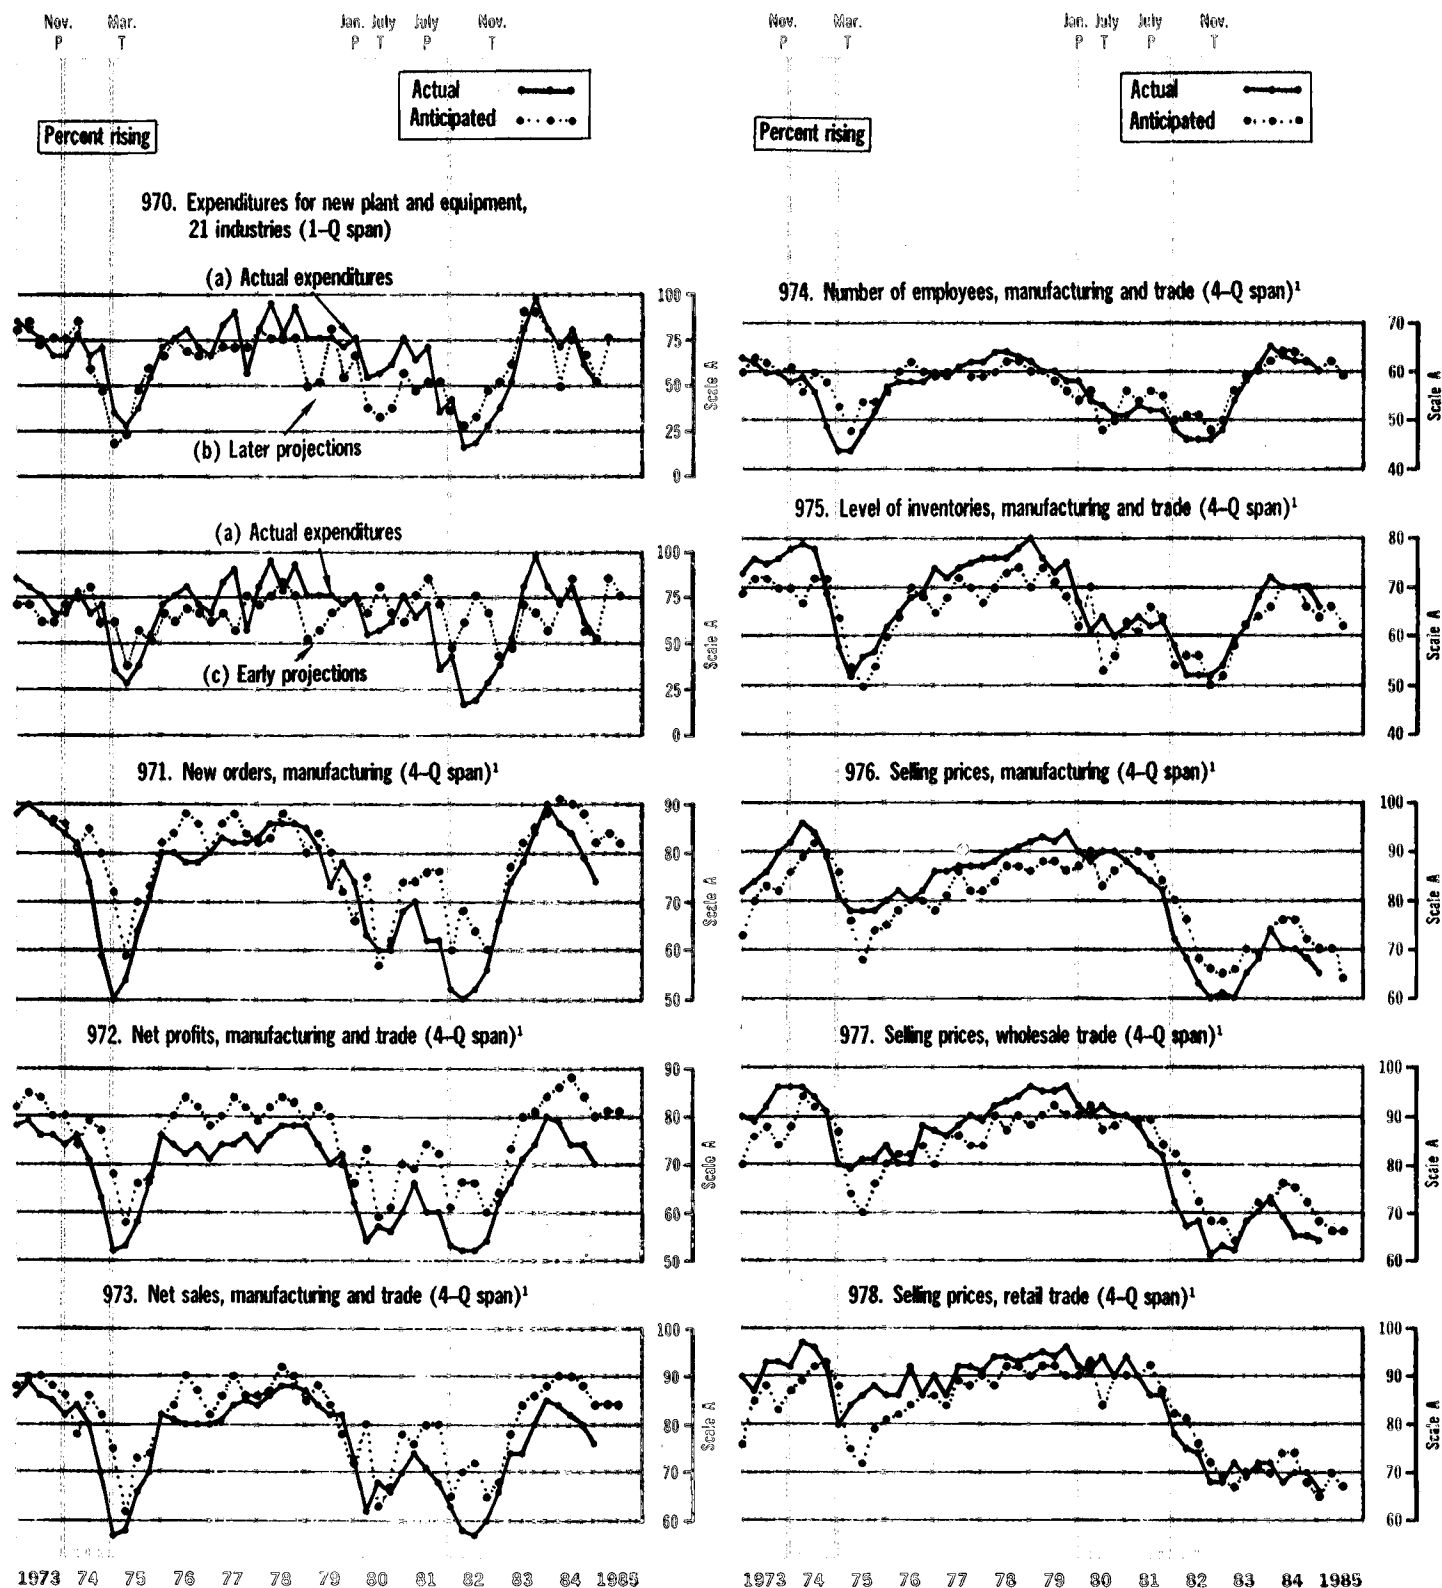 Nov. Mar. Jan. July July Nov.
P T P T P T
Actual
Anticipated
Percent rising
970. Expenditures for new plant and equipment,
21 industries (1–Q span)
(a) Actual expenditures
100
75
50
25
0
Scale A
(b) Later projections
(a) Actual expenditures
100
75
50
25
0
Scale A
(c) Early projections
971. New orders, manufacturing (4–Q span)¹
90
80
70
60
50
Scale A
972. Net profits, manufacturing and trade (4–Q span)¹
90
80
70
60
50
Scale A
973. Net sales, manufacturing and trade (4–Q span)¹
100
90
80
70
60
Scale A
1973 74 75 76 77 78 79 80 81 82 83 84 1985
Nov. Mar. Jan. July July Nov.
P T P T P T
Actual
Anticipated
Percent rising
974. Number of employees, manufacturing and trade (4–Q span)¹
70
60
50
40
Scale A
975. Level of inventories, manufacturing and trade (4–Q span)¹
80
70
60
50
40
Scale A
976. Selling prices, manufacturing (4–Q span)¹
100
90
80
70
60
Scale A
977. Selling prices, wholesale trade (4–Q span)¹
100
90
80
70
60
Scale A
978. Selling prices, retail trade (4–Q span)¹
100
90
80
70
60
Scale A
1973 74 75 76 77 78 79 80 81 82 83 84 1985